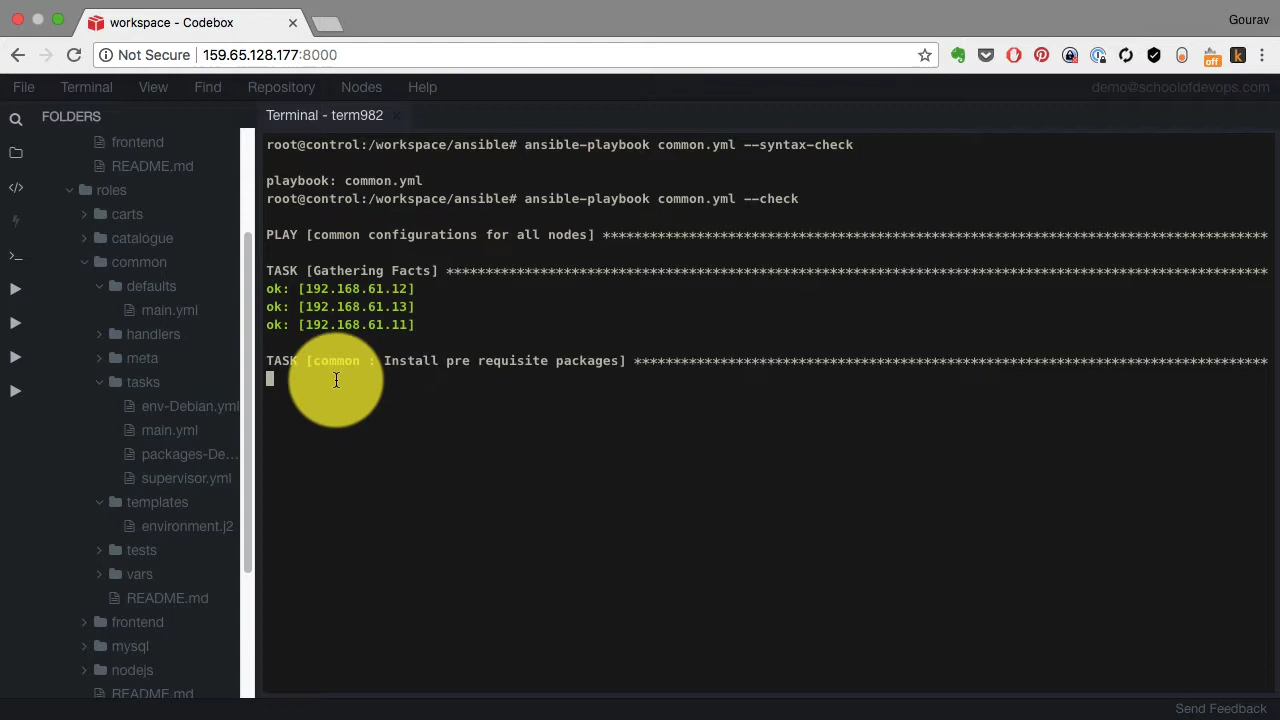 workspace - Codebox
Gourav
Not Secure 159.65.128.177:8000
off
k
File Terminal View Find Repository Nodes Help demo@schoolofdevops.com
FOLDERS
Terminal - term982
frontend
README.md
roles
carts
catalogue
common
defaults
main.yml
handlers
meta
tasks
env-Debian.yml
main.yml
packages-De...
supervisor.yml
templates
environment.j2
tests
vars
README.md
frontend
mysql
nodejs
README.md
root@control:/workspace/ansible# ansible-playbook common.yml --syntax-check
playbook: common.yml
root@control:/workspace/ansible# ansible-playbook common.yml --check
PLAY [common configurations for all nodes] *************************************************************************************
TASK [Gathering Facts] *********************************************************************************************************
ok: [192.168.61.12]
ok: [192.168.61.13]
ok: [192.168.61.11]
TASK [common : Install pre requisite packages] *********************************************************************************
Send Feedback